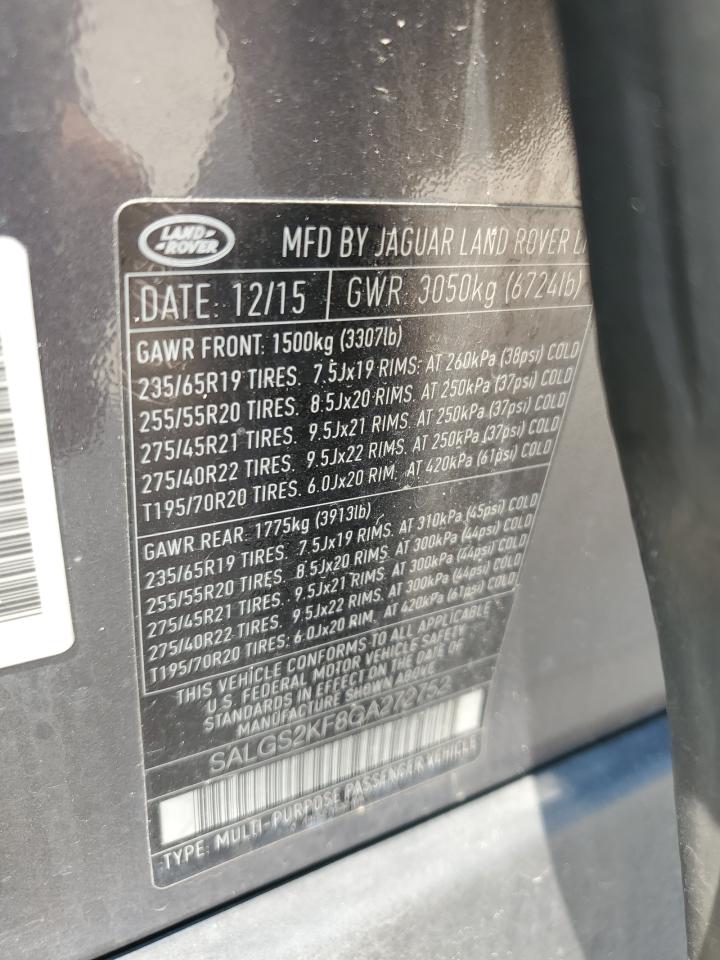 LAND
ROVER
MFD BY JAGUAR LAND ROVER
DATE: 12/15 GWR: 3050kg (6724lb)
GAWR FRONT: 1500kg (3307lb)
235/65R19 TIRES. 7.5Jx19 RIMS: AT 260kPa (38psi) COLD
255/55R20 TIRES. 8.5Jx20 RIMS. AT 250kPa (37psi) COLD
275/45R21 TIRES. 9.5Jx21 RIMS. AT 250kPa (37psi) COLD
275/40R22 TIRES. 9.5Jx22 RIMS. AT 250kPa (37psi) COLD
T195/70R20 TIRES. 6.0Jx20 RIM. AT 420kPa (61psi) COLD
GAWR REAR: 1775kg (3913lb)
235/65R19 TIRES. 7.5Jx19 RIMS. AT 310kPa (45psi) COLD
255/55R20 TIRES. 8.5Jx20 RIMS. AT 300kPa (44psi) COLD
275/45R21 TIRES. 9.5Jx21 RIMS. AT 300kPa (44psi) COLD
275/40R22 TIRES. 9.5Jx22 RIMS. AT 300kPa (44psi) COLD
T195/70R20 TIRES: 6.0Jx20 RIM. AT 420kPa (61psi) COLD
THIS VEHICLE CONFORMS TO ALL APPLICABLE
U.S. FEDERAL MOTOR VEHICLE SAFETY
STANDARDS IN EFFECT ON THE DATE OF
MANUFACTURE SHOWN ABOVE.
SALGS2KF8GA272752
TYPE: MULTI-PURPOSE PASSENGER VEHICLE